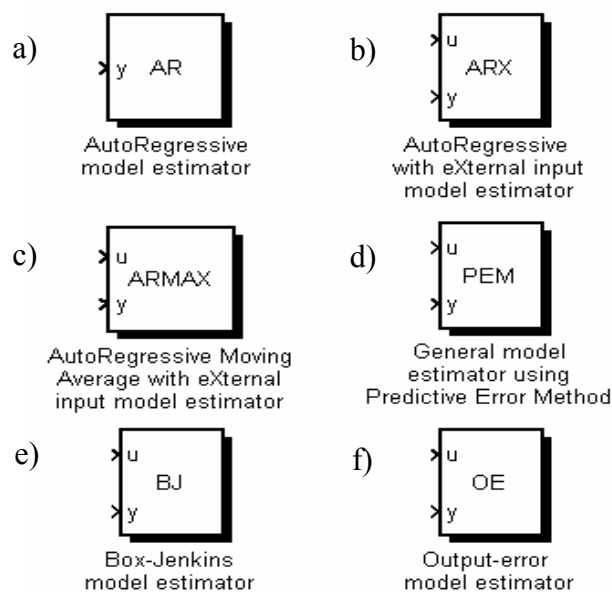 a)
y
AR
AutoRegressive
model estimator
b)
u
ARX
y
AutoRegressive
with eXternal input
model estimator
c)
u
ARMAX
y
AutoRegressive Moving
Average with eXternal
input model estimator
d)
u
PEM
y
General model
estimator using
Predictive Error Method
e)
u
BJ
y
Box-Jenkins
model estimator
f)
u
OE
y
Output-error
model estimator